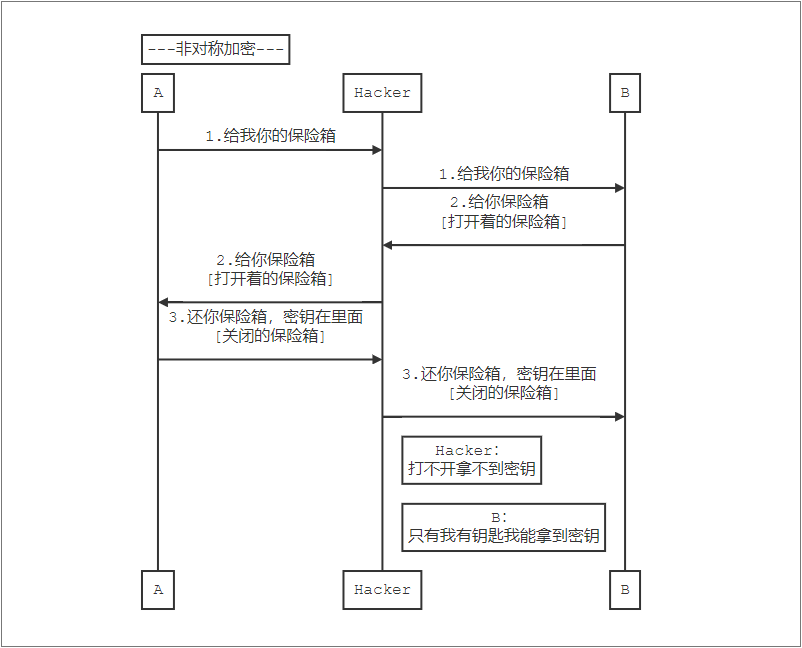 ---非对称加密---
A
Hacker
B
1.给我你的保险箱
1.给我你的保险箱
2.给你保险箱
[打开着的保险箱]
2.给你保险箱
[打开着的保险箱]
3.还你保险箱，密钥在里面
[关闭的保险箱]
3.还你保险箱，密钥在里面
[关闭的保险箱]
Hacker：
打不开拿不到密钥
B：
只有我有钥匙我能拿到密钥
A
Hacker
B